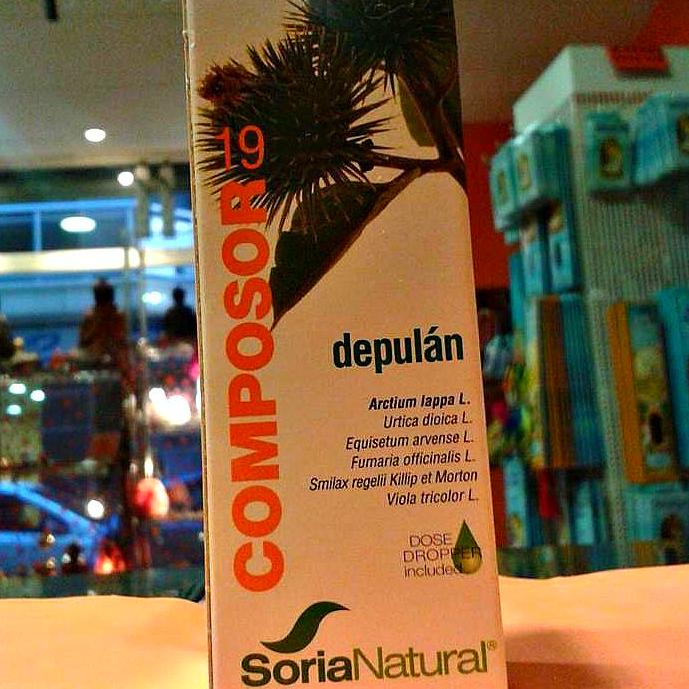 19
COMPOSOR
depulán
Arctium lappa L.
Urtica dioica L.
Equisetum arvense L.
Fumaria officinalis L.
Smilax regelii Killip et Morton
Viola tricolor L.
DOSE
DROPPER
included
SoriaNatural®